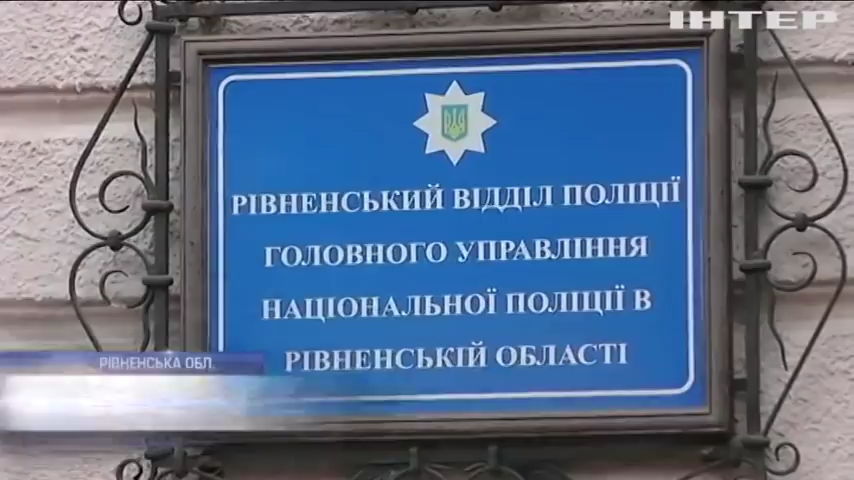 ІНТЕР
РІВНЕНСЬКИЙ ВІДДІЛ ПОЛІЦІЇ
ГОЛОВНОГО УПРАВЛІННЯ
НАЦІОНАЛЬНОЇ ПОЛІЦІЇ В
РІВНЕНСЬКІЙ ОБЛАСТІ
РІВНЕНСЬКА ОБЛ.